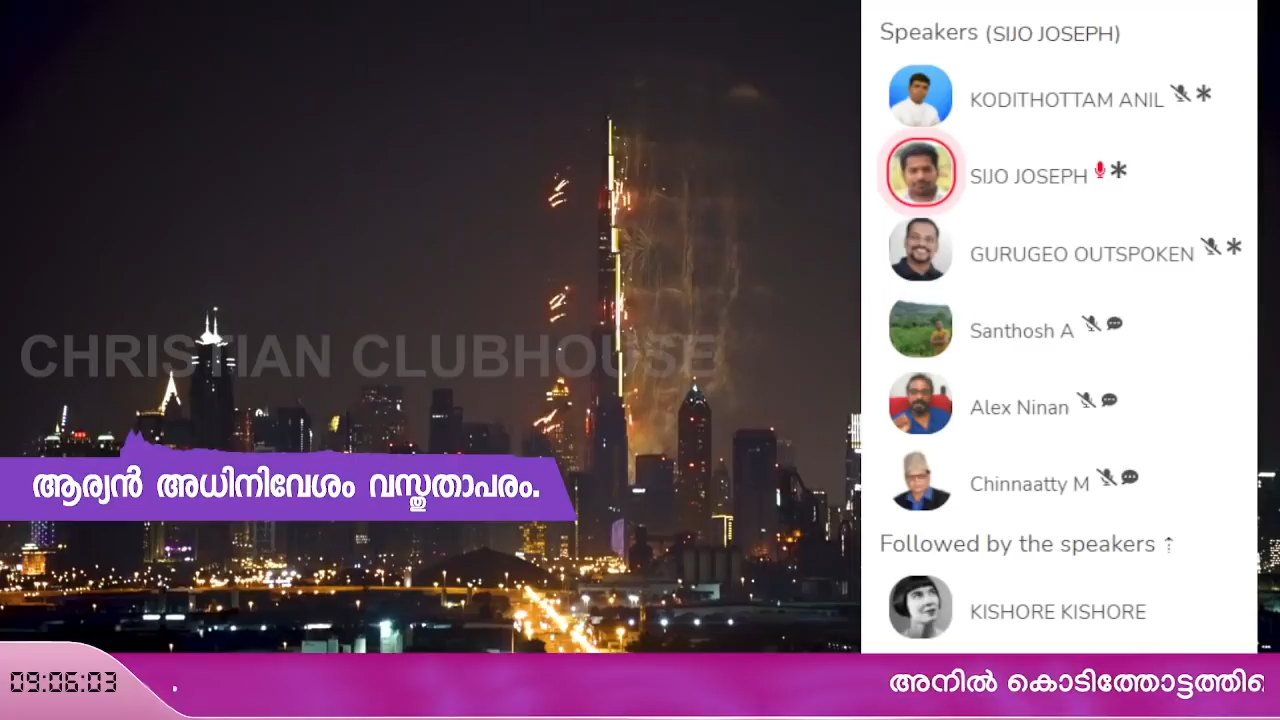 Speakers (SIJO JOSEPH)
KODITHOTTAM ANIL
SIJO JOSEPH
GURUGEO OUTSPOKEN
Santhosh A
Alex Ninan
Chinnaatty M
Followed by the speakers
KISHORE KISHORE
CHRISTIAN CLUBHOUSE
ആര്യൻ അധിനിവേശം വസ്തുതാപരം.
09:06:03
. അനിൽ